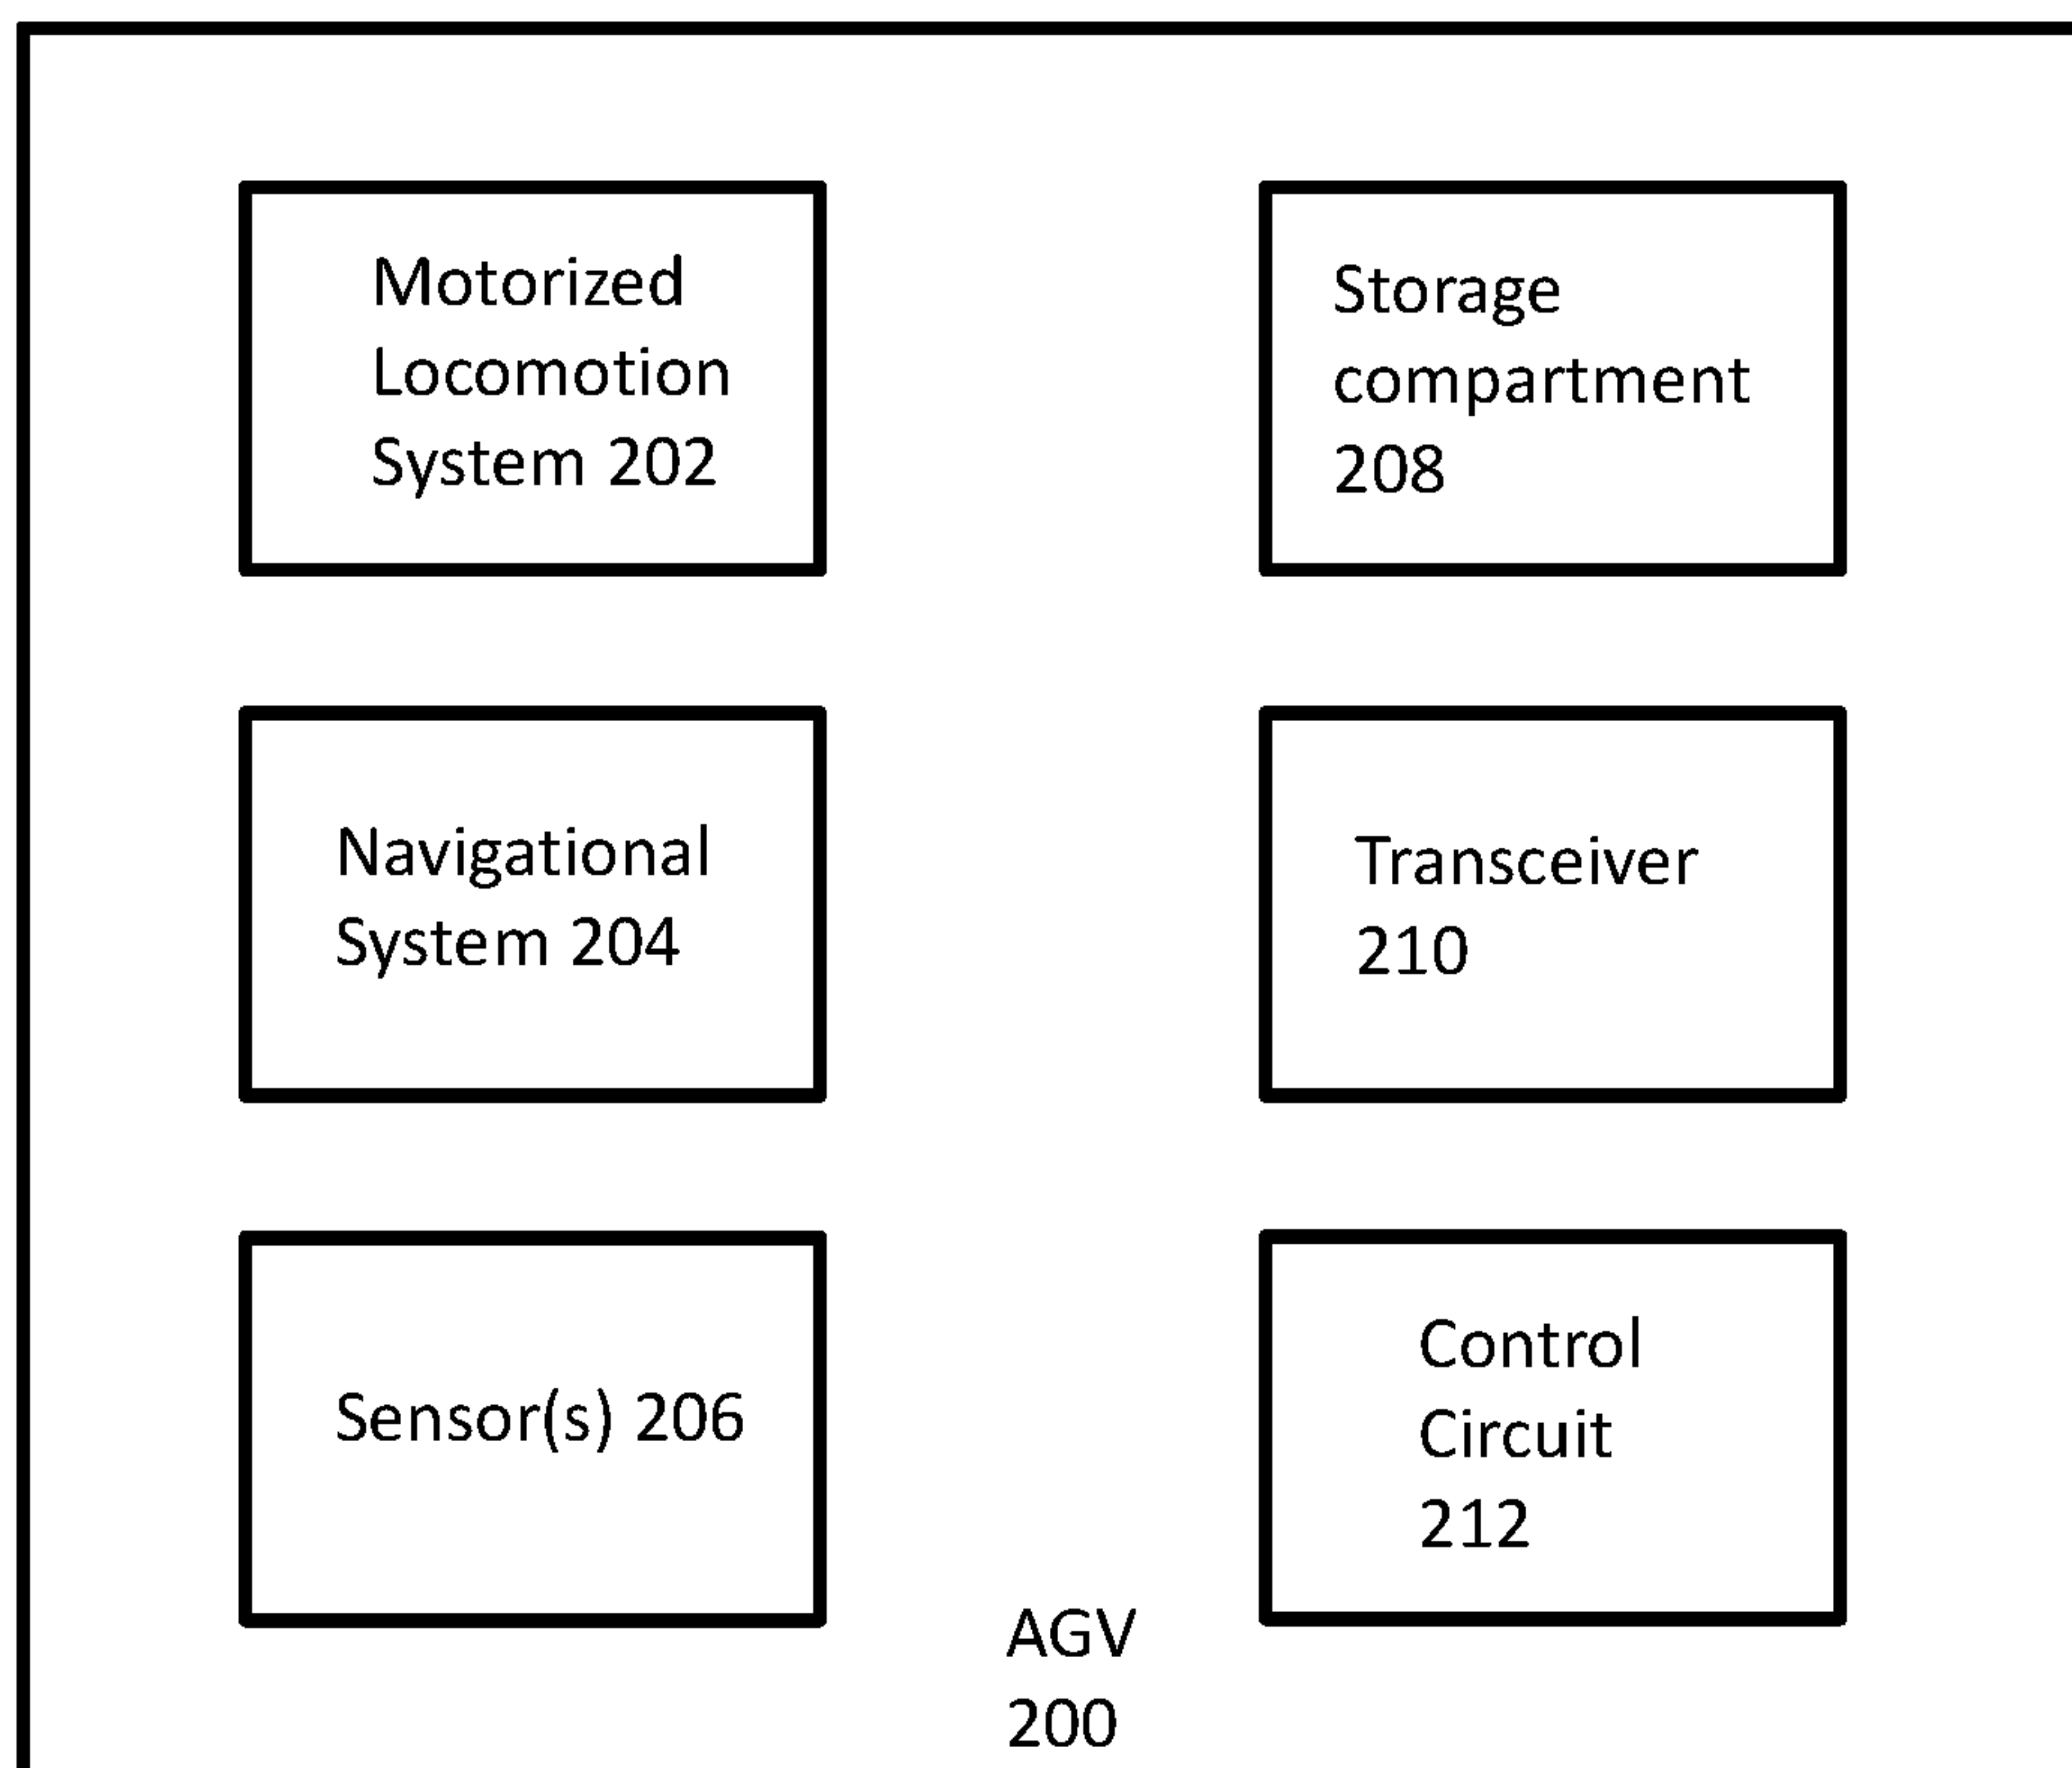 Motorized
Locomotion
System 202
Storage
compartment
208
Navigational
System 204
Transceiver
210
Sensor(s) 206
Control
Circuit
212
AGV
200